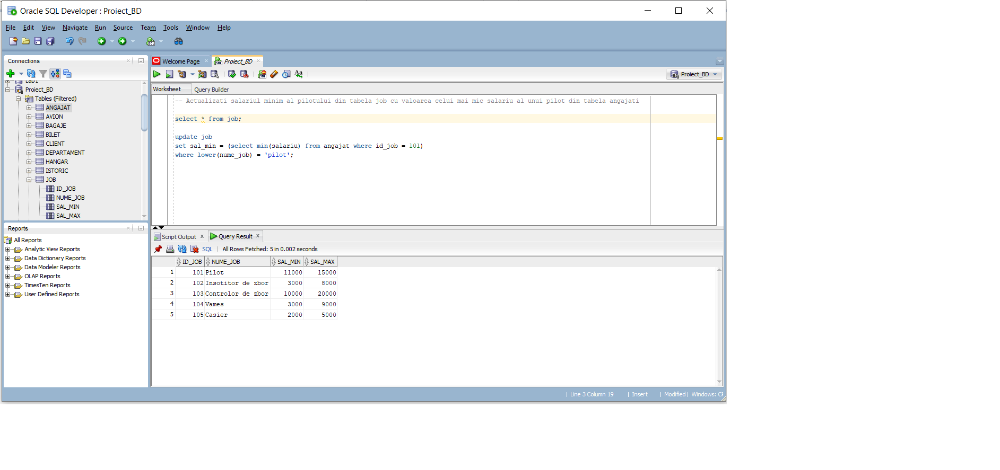 Oracle SQL Developer : Proiect_BD
File Edit View Navigate Run Source Team Tools Window Help
Connections
Welcome Page
Proiect_BD
Proiect_BD
Lab1
Proiect_BD
Tables (Filtered)
ANGAJAT
AVION
BAGAJE
BILET
CLIENT
DEPARTAMENT
HANGAR
ISTORIC
JOB
ID_JOB
NUME_JOB
SAL_MIN
SAL_MAX
Reports
All Reports
Analytic View Reports
Data Dictionary Reports
Data Modeler Reports
OLAP Reports
TimesTen Reports
User Defined Reports
Worksheet Query Builder
-- Actualizati salariul minim al pilotului din tabela job cu valoarea celui mai mic salariu al unui pilot din tabela angajati
select * from job;
update job
set sal_min = (select min(salariu) from angajat where id_job = 101)
where lower(nume_job) = 'pilot';
Script Output x Query Result x
SQL | All Rows Fetched: 5 in 0.002 seconds
ID_JOB NUME_JOB SAL_MIN SAL_MAX
1 101 Pilot 11000 15000
2 102 Insotitor de zbor 3000 8000
3 103 Controlor de zbor 10000 20000
4 104 Vames 3000 9000
5 105 Casier 2000 5000
| Line 3 Column 19 | Insert | Modified | Windows: